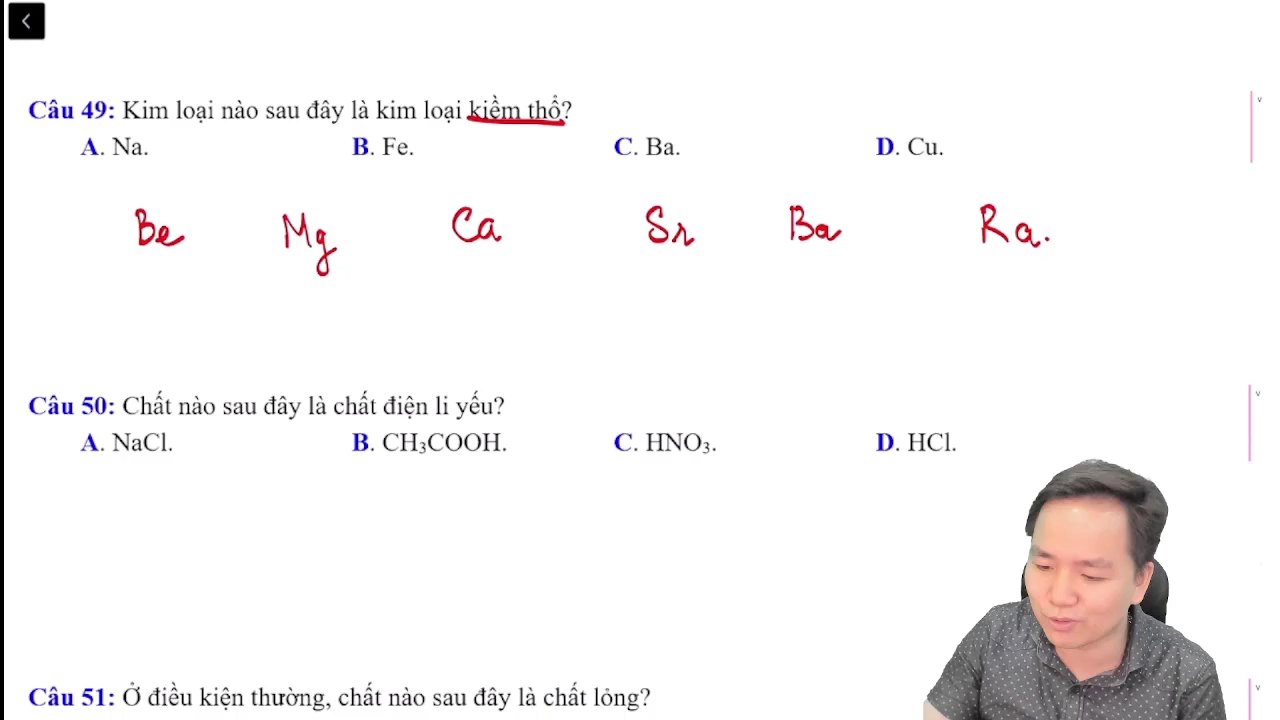 Câu 49: Kim loại nào sau đây là kim loại kiềm thổ?
A. Na. B. Fe. C. Ba. D. Cu.
Be Mg Ca Sr Ba Ra.
Câu 50: Chất nào sau đây là chất điện li yếu?
A. NaCl. B. CH₃COOH. C. HNO₃. D. HCl.
Câu 51: Ở điều kiện thường, chất nào sau đây là chất lỏng?